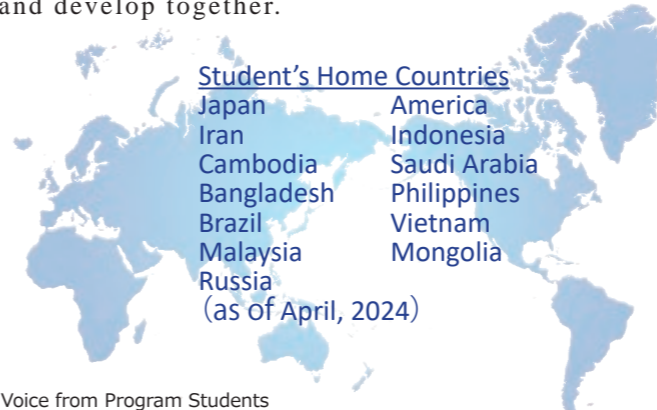 and develop together.
Student’s Home Countries
Japan America
Iran Indonesia
Cambodia Saudi Arabia
Bangladesh Philippines
Brazil Vietnam
Malaysia Mongolia
Russia
（as of April, 2024）
Voice from Program Students